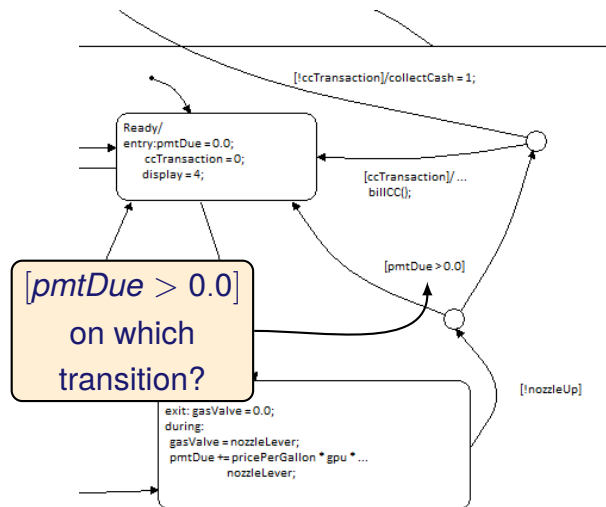 [!ccTransaction]/collectCash = 1;
Ready/
entry:pmtDue = 0.0;
ccTransaction = 0;
display = 4;
[ccTransaction]/ ...
billCC();
[pmtDue > 0.0]
[pmtDue > 0.0]
on which
transition?
[!nozzleUp]
exit: gasValve = 0.0;
during:
gasValve = nozzleLever;
pmtDue += pricePerGallon * gpu * ...
nozzleLever;